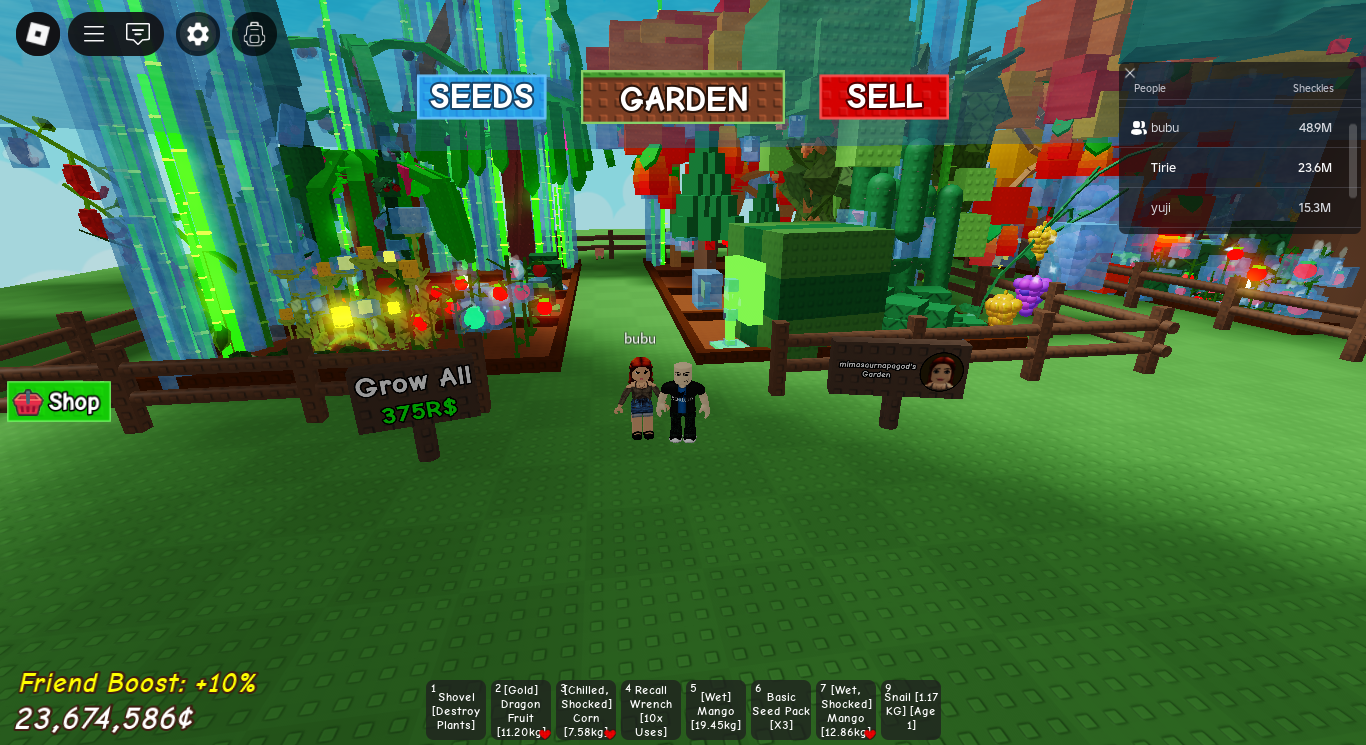 SEEDS
GARDEN
SELL
People Sheckles
bubu 48.9M
Tirie 23.6M
yuji 15.3M
bubu
mimosournapagod's
Garden
Grow All
375R$
Shop
Friend Boost: +10%
23,674,586¢
1
Shovel
[Destroy
Plants]
2 [Gold]
Dragon
Fruit
[11.20kg]
3 [Chilled,
Shocked]
Corn
[7.58kg]
4 Recall
Wrench
[10x
Uses]
5
[Wet]
Mango
[19.45kg]
6
Basic
Seed Pack
[X3]
7 [Wet,
Shocked]
Mango
[12.86kg]
9
Snail [1.17
KG] [Age
1]